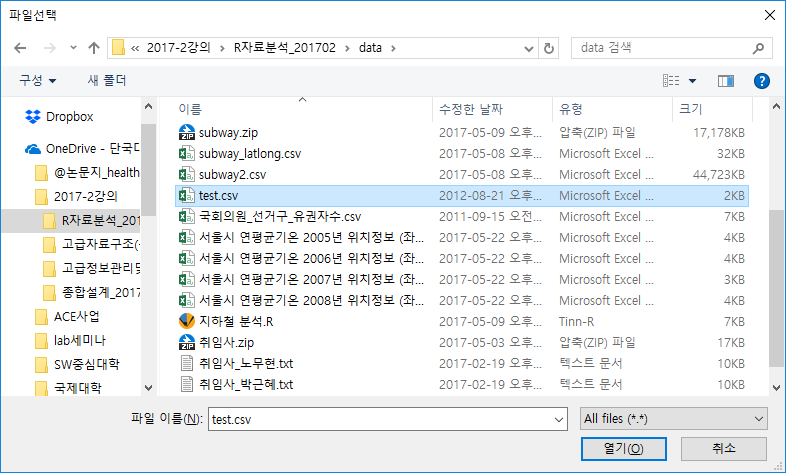 파일선택
« 2017-2강의 › R자료분석_201702 › data ›
data 검색
구성
새 폴더
이름 수정한 날짜 유형 크기
Dropbox
OneDrive - 단국대
@논문지_health
2017-2강의
R자료분석_201
고급자료구조(
고급정보관리및
종합설계_2017
ACE사업
lab세미나
SW중심대학
국제대학
subway.zip 2017-05-09 오후... 압축(ZIP) 파일 17,178KB
subway_latlong.csv 2017-05-08 오후... Microsoft Excel ... 32KB
subway2.csv 2017-05-08 오후... Microsoft Excel ... 44,723KB
test.csv 2012-08-21 오후... Microsoft Excel ... 2KB
국회의원_선거구_유권자수.csv 2011-09-15 오전... Microsoft Excel ... 7KB
서울시 연평균기온 2005년 위치정보 (좌... 2017-05-22 오후... Microsoft Excel ... 4KB
서울시 연평균기온 2006년 위치정보 (좌... 2017-05-22 오후... Microsoft Excel ... 4KB
서울시 연평균기온 2007년 위치정보 (좌... 2017-05-22 오후... Microsoft Excel ... 3KB
서울시 연평균기온 2008년 위치정보 (좌... 2017-05-22 오후... Microsoft Excel ... 4KB
지하철 분석.R 2017-05-09 오후... Tinn-R 7KB
취임사.zip 2017-05-03 오후... 압축(ZIP) 파일 17KB
취임사_노무현.txt 2017-02-19 오후... 텍스트 문서 10KB
취임사_박근혜.txt 2017-02-19 오후... 텍스트 문서 10KB
파일 이름(N): test.csv
All files (*.*)
열기(O)
취소